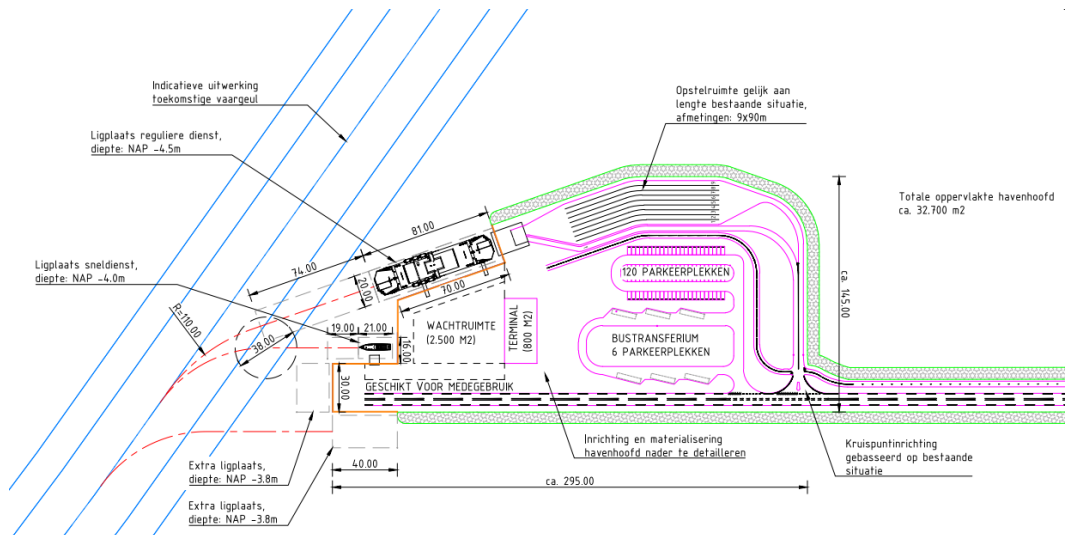 Indicatieve uitwerking
toekomstige vaargeul
Opstelruimte gelijk aan
lengte bestaande situatie,
afmetingen: 9x90m
Ligplaats reguliere dienst,
diepte: NAP -4.5m
Totale oppervlakte havenhoofd
ca. 32.700 m2
81.00
74.00
Ligplaats sneldienst,
diepte: NAP -4.0m
20.00
70.00
120 PARKEERPLEKKEN
ca. 145.00
R=110.00
38.00
19.00
21.00
16.00
WACHTRUIMTE
(2.500 M2)
TERMINAL
(800 M2)
BUSTRANSFERIUM
6 PARKEERPLEKKEN
30.00
GESCHIKT VOOR MEDEGEBRUIK
Inrichting en materialisering
havenhoofd nader te detailleren
Kruispuntinrichting
gebasseerd op bestaande
situatie
Extra ligplaats,
diepte: NAP -3.8m
40.00
ca. 295.00
Extra ligplaats,
diepte: NAP -3.8m